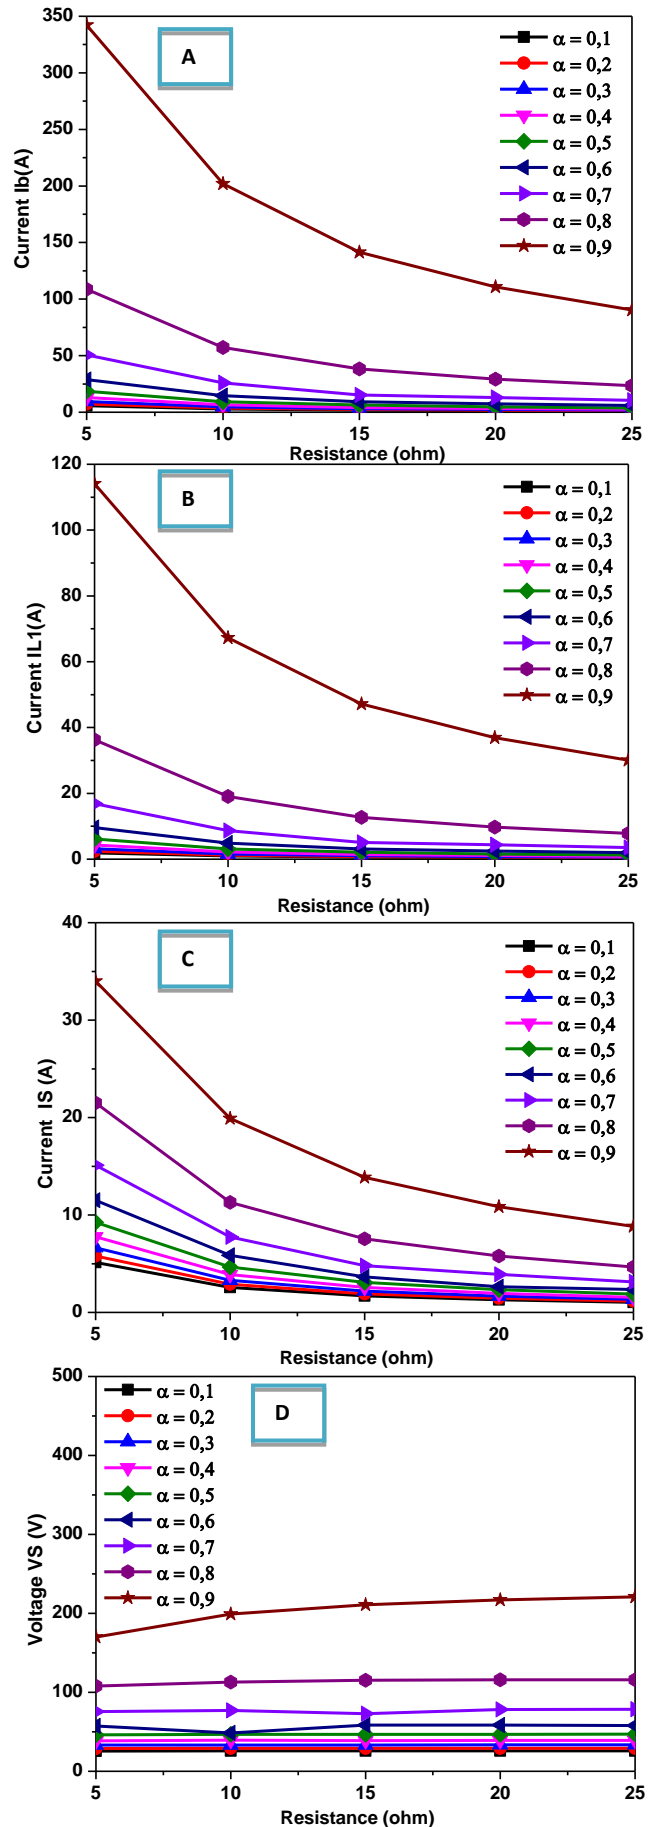 350
300
250
200
150
100
50
0
Current Ib(A)
A
α = 0,1
α = 0,2
α = 0,3
α = 0,4
α = 0,5
α = 0,6
α = 0,7
α = 0,8
α = 0,9
5 10 15 20 25
Resistance (ohm)
120
100
80
60
40
20
0
Current IL1(A)
B
α = 0,1
α = 0,2
α = 0,3
α = 0,4
α = 0,5
α = 0,6
α = 0,7
α = 0,8
α = 0,9
5 10 15 20 25
Resistance (ohm)
40
30
20
10
0
Current IS (A)
C
α = 0,1
α = 0,2
α = 0,3
α = 0,4
α = 0,5
α = 0,6
α = 0,7
α = 0,8
α = 0,9
5 10 15 20 25
Resistance (ohm)
500
400
300
200
100
0
Voltage VS (V)
α = 0,1
α = 0,2
α = 0,3
α = 0,4
α = 0,5
α = 0,6
α = 0,7
α = 0,8
α = 0,9
D
5 10 15 20 25
Resistance (ohm)